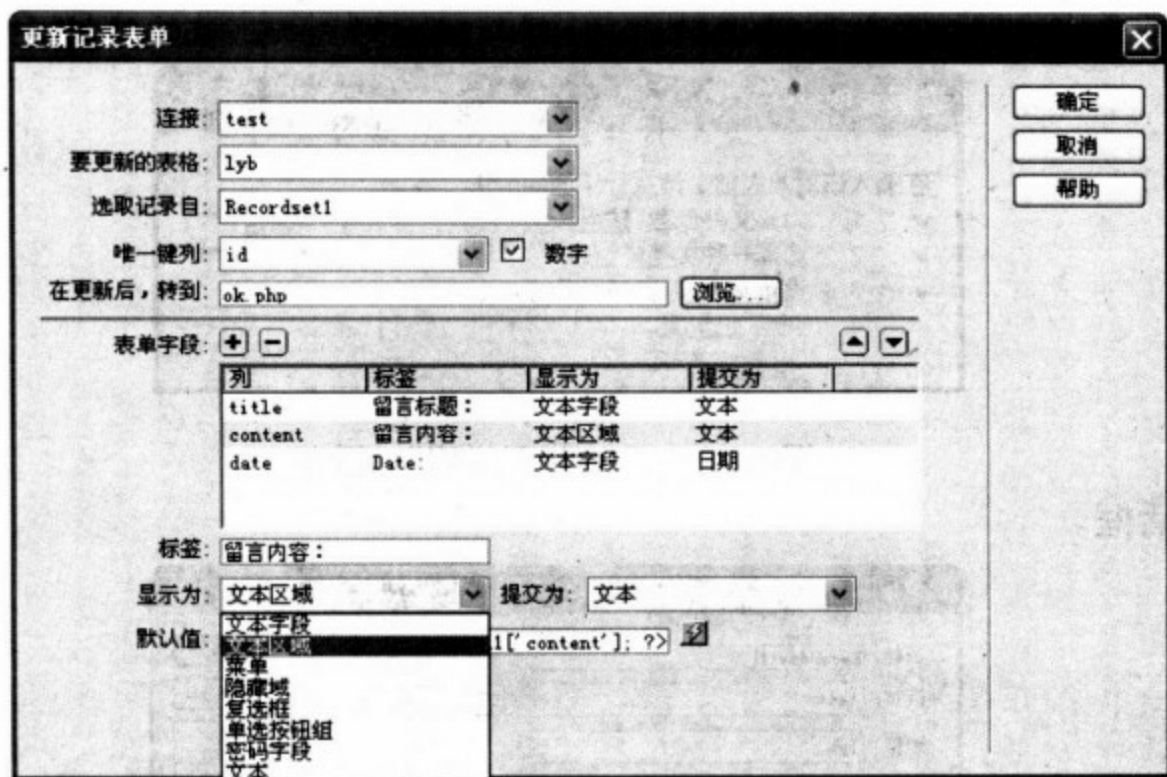 更新记录表单
连接: test
确定
要更新的表格: lyb
取消
选取记录自: Recordset1
帮助
唯一键列: id 数字
在更新后,转到: ok.php 浏览...
表单字段:
列 标签 显示为 提交为
title 留言标题: 文本字段 文本
content 留言内容: 文本区域 文本
date Date: 文本字段 日期
标签: 留言内容:
显示为: 文本区域 提交为: 文本
文本字段
默认值: 文本区域 1['content']; ?>
菜单
隐藏域
复选框
单选按钮组
密码字段
文本